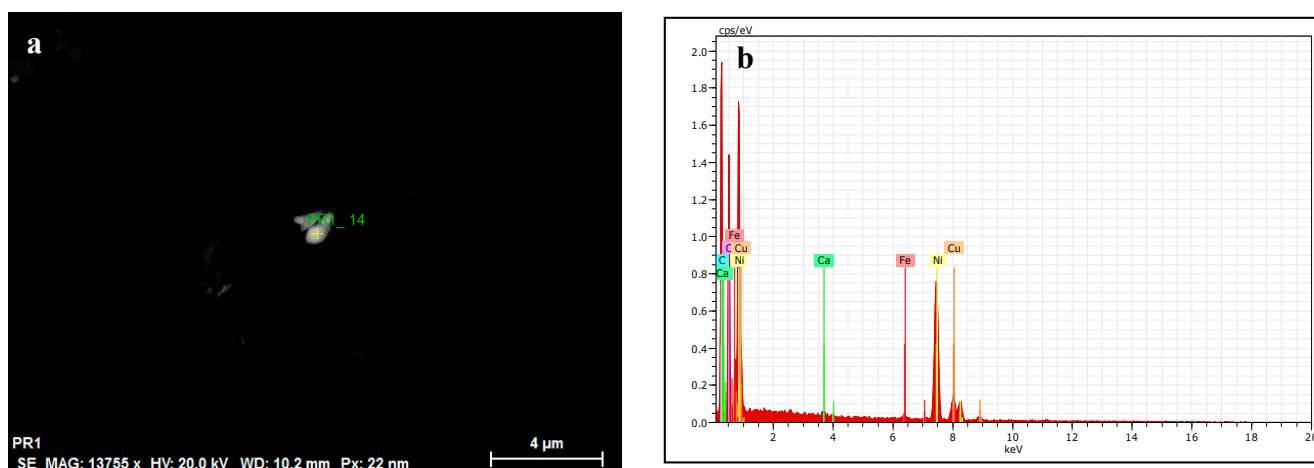 a
PR1_ 14
PR1
4 µm
SE MAG: 13755 x HV: 20.0 kV WD: 10.2 mm Px: 22 nm
b
cps/eV
2.0
1.8
1.6
1.4
1.2
1.0
0.8
0.6
0.4
0.2
0.0
Fe
Cu
Cu
C
Ni
Ca
Fe
Ni
Ca
2 4 6 8 10 12 14 16 18 20
keV